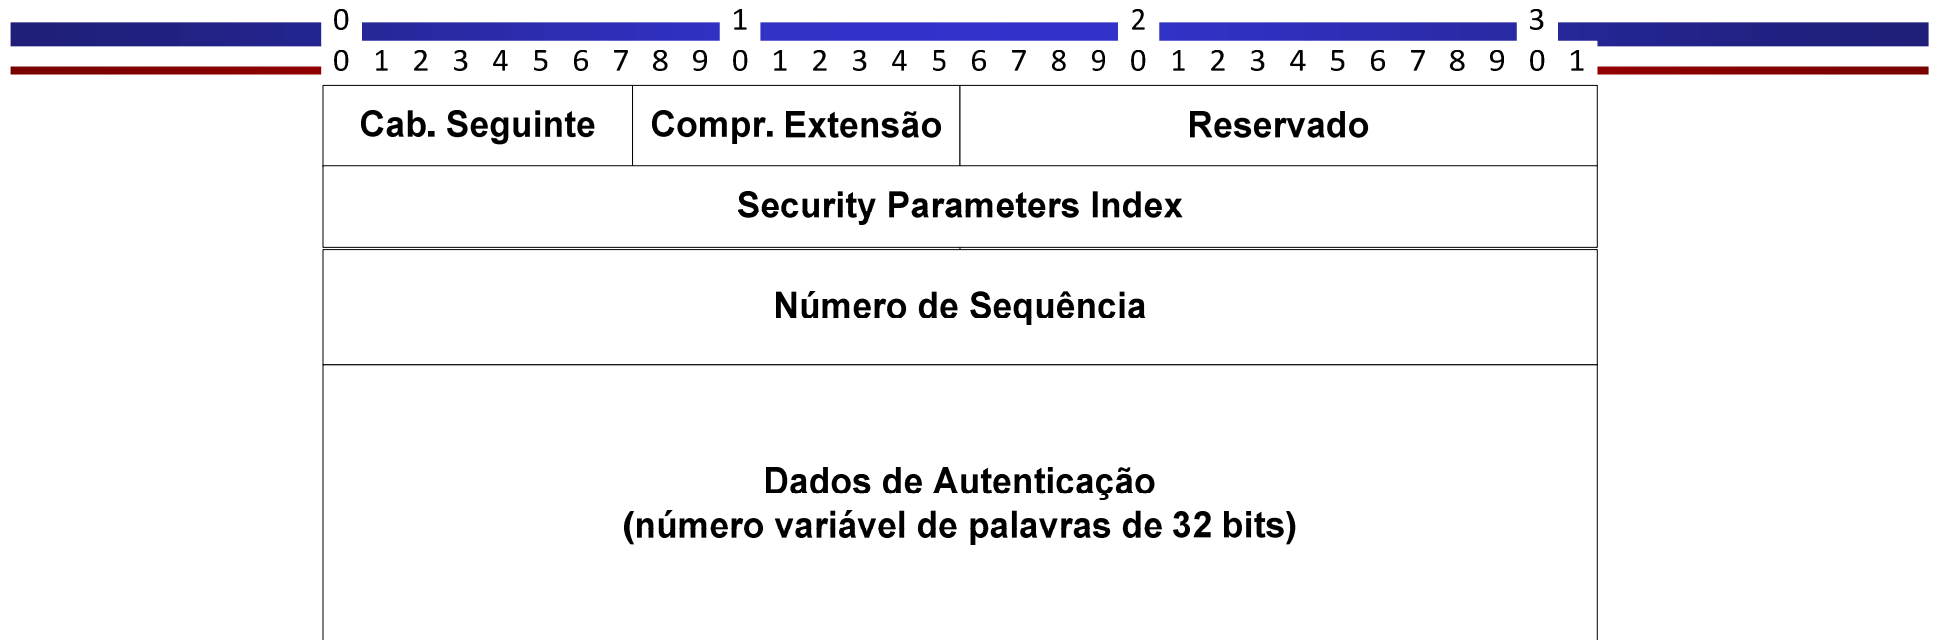 0 1 2 3
0 1 2 3 4 5 6 7 8 9 0 1 2 3 4 5 6 7 8 9 0 1 2 3 4 5 6 7 8 9 0 1
Cab. Seguinte Compr. Extensão Reservado
Security Parameters Index
Número de Sequência
Dados de Autenticação
(número variável de palavras de 32 bits)